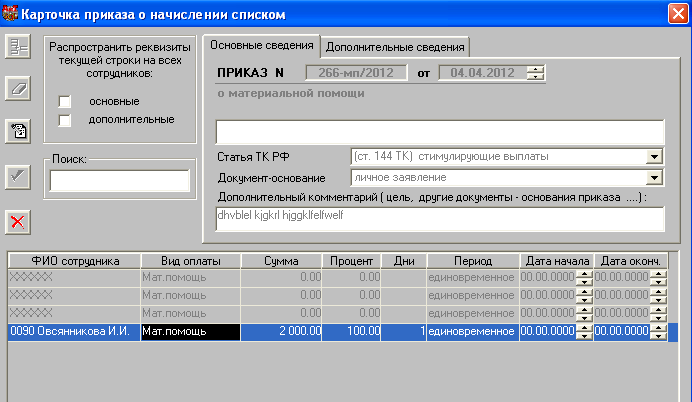 Карточка приказа о начислении списком
Распространить реквизиты
текущей строки на всех
сотрудников:
основные
дополнительные
Поиск:
Основные сведения Дополнительные сведения
ПРИКАЗ N 266-мп/2012 от 04.04.2012
о материальной помощи
Статья ТК РФ (ст. 144 ТК) стимулирующие выплаты
Документ-основание личное заявление
Дополнительный комментарий ( цель, другие документы - основания приказа ....) :
dhvblel kjgkrl hjggklfelfwelf
ФИО сотрудника Вид оплаты Сумма Процент Дни Период Дата начала Дата оконч.
XXXXXX Мат.помощь 0.00 0.00 единовременное 00.00.0000 00.00.0000
XXXXXX Мат.помощь 0.00 0.00 единовременное 00.00.0000 00.00.0000
XXXXXX Мат.помощь 0.00 0.00 единовременное 00.00.0000 00.00.0000
0090 Овсянникова И.И. Мат.помощь 2 000.00 100.00 1 единовременное 00.00.0000 00.00.0000